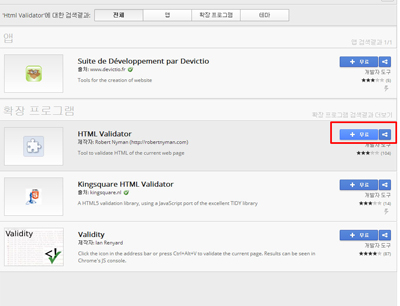 'Html Validator'에 대한 검색결과: 전체 앱 확장 프로그램 테마
앱 앱 검색결과 1/1
Suite de Développement par Devictio + 무료
출처: www.devictio.fr 개발자 도구
Tools for the creation of website (5)
확장 프로그램 확장 프로그램 검색결과 더보기
HTML Validator + 무료
제작자: Robert Nyman (http://robertnyman.com) 개발자 도구
Tool to validate HTML of the current web page (104)
Kingsquare HTML Validator + 무료
출처: kingsquare.nl 개발자 도구
A HTML5 validation library, using a JavaScript port of the excellent TIDY library (14)
Validity Validity + 무료
제작자: Ian Renyard 개발자 도구
Click the icon in the address bar or press Ctrl+Alt+V to validate the current page. Results can be seen in (87)
Chrome's JS console.